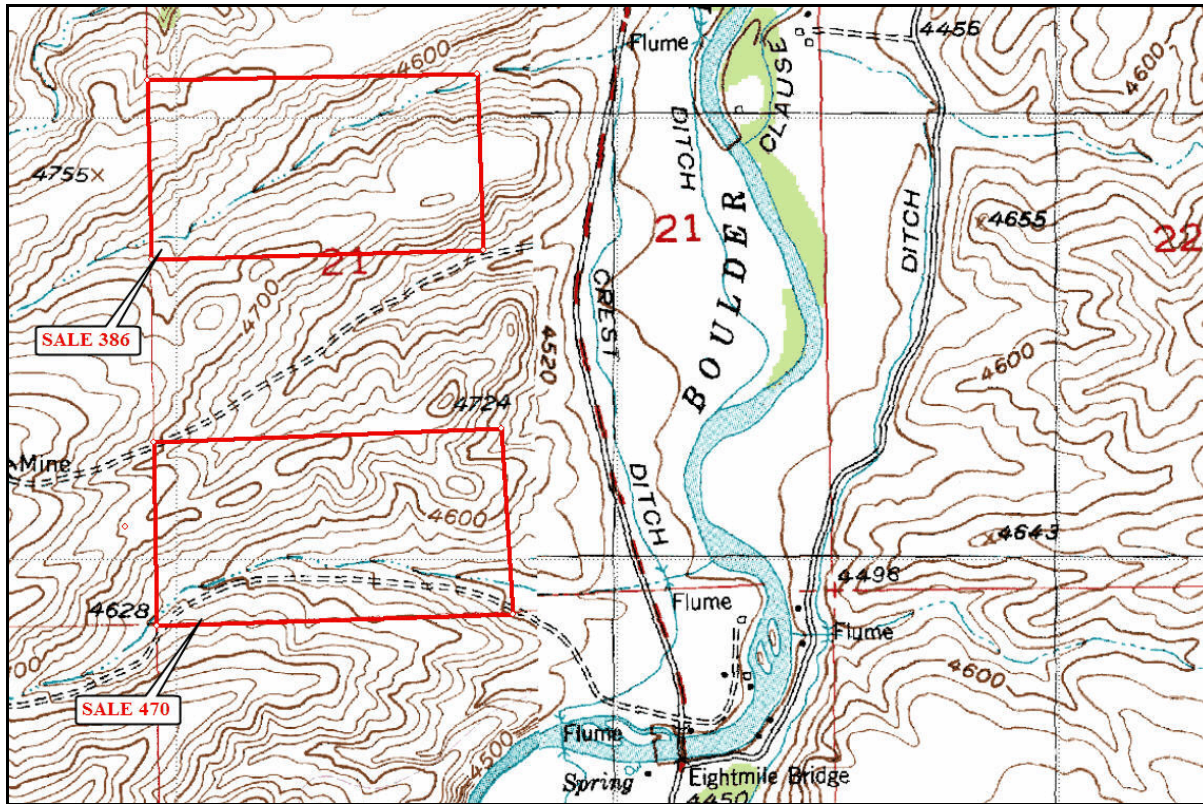 Flume
4456
4600
4600
CLAUSE
DITCH
4755
BOULDER
DITCH
4655
21
21
22
SALE 386
4700
CREST
4520
4600
4724
Mine
DITCH
4600
4643
4628
4496
Flume
Flume
4600
SALE 470
4500
Flume
Spring
Eightmile Bridge
4450